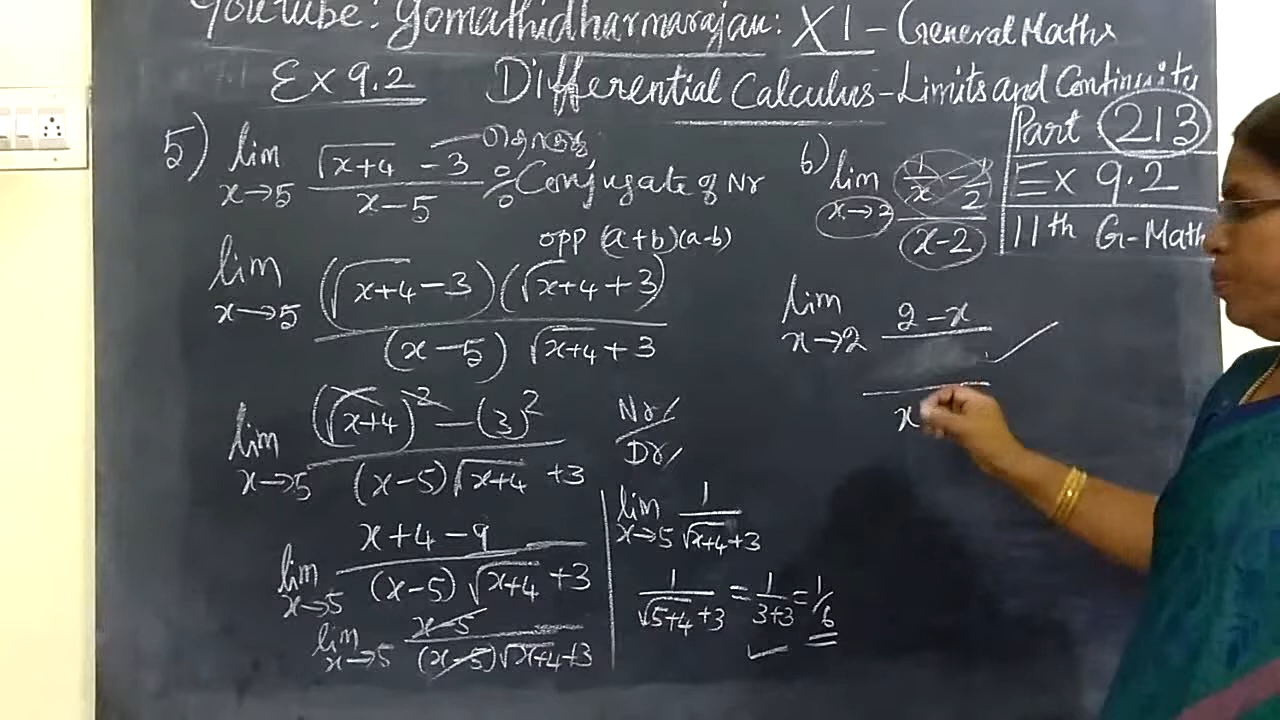 Youtube: Gomathidharmarajan: XI - General Maths
Ex 9.2 Differential Calculus - Limits and Continuity
Part 213
Ex 9.2
11th G-Math
5) lim x→5 (√(x+4) - 3)/(x-5) Conjugate of Nr
opp (a+b)(a-b)
lim x→5 (√(x+4) - 3)(√(x+4) + 3)/((x-5) √(x+4) + 3)
lim x→5 ((√(x+4))² - (3)²)/((x-5)√(x+4) + 3)
Nr/Dr
lim x→5 (x+4-9)/((x-5) √(x+4) + 3)
lim x→5 (x-5)/((x-5)√(x+4)+3)
lim x→5 1/(√(x+4)+3)
1/(√(5+4)+3) = 1/(3+3) = 1/6
6) lim x→2 (1/x - 1/2)/(x-2)
lim x→2 2-x
x